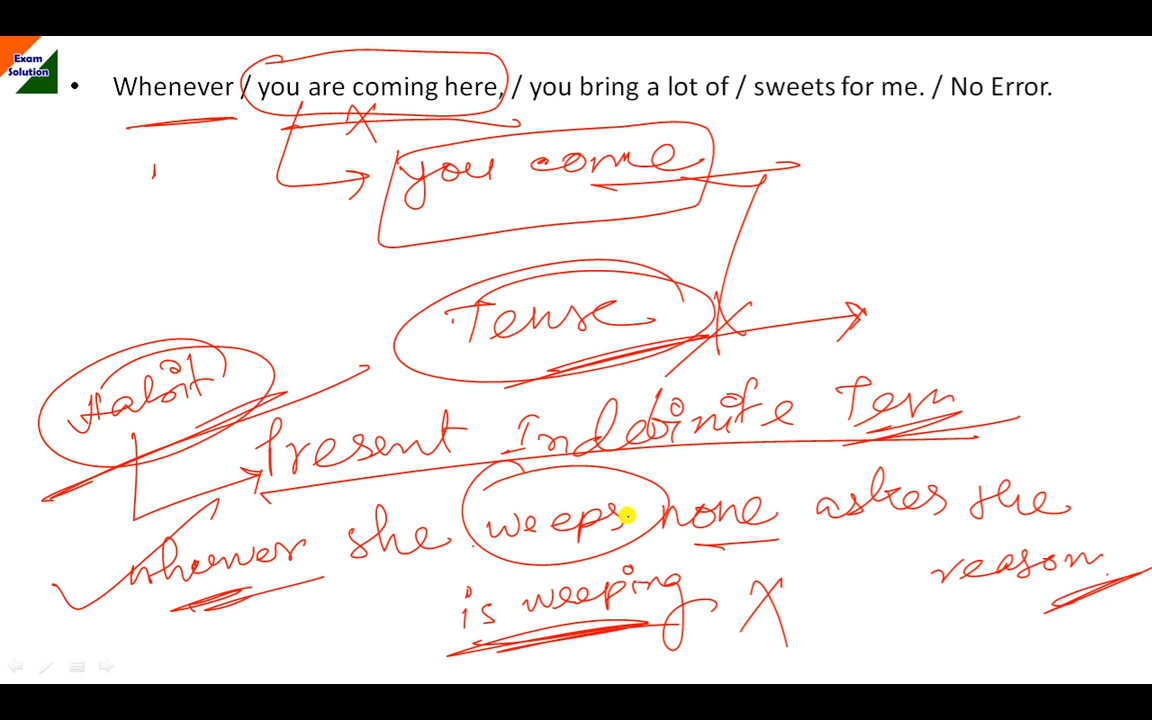 Exam
Solution
• Whenever / you are coming here, / you bring a lot of / sweets for me. / No Error.
X
you come
Tense X
Habit
Present Indefinite Tens
whenever she weeps none askes the
reason.
is weeping X